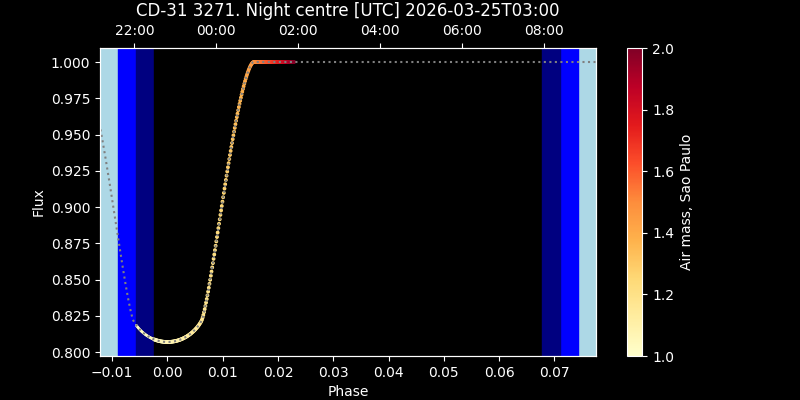 CD-31 3271. Night centre [UTC] 2026-03-25T03:00
22:00 00:00 02:00 04:00 06:00 08:00
1.000
0.975
0.950
0.925
0.900
0.875
0.850
0.825
0.800
Flux
−0.01 0.00 0.01 0.02 0.03 0.04 0.05 0.06 0.07
Phase
2.0
1.8
1.6
1.4
1.2
1.0
Air mass, Sao Paulo